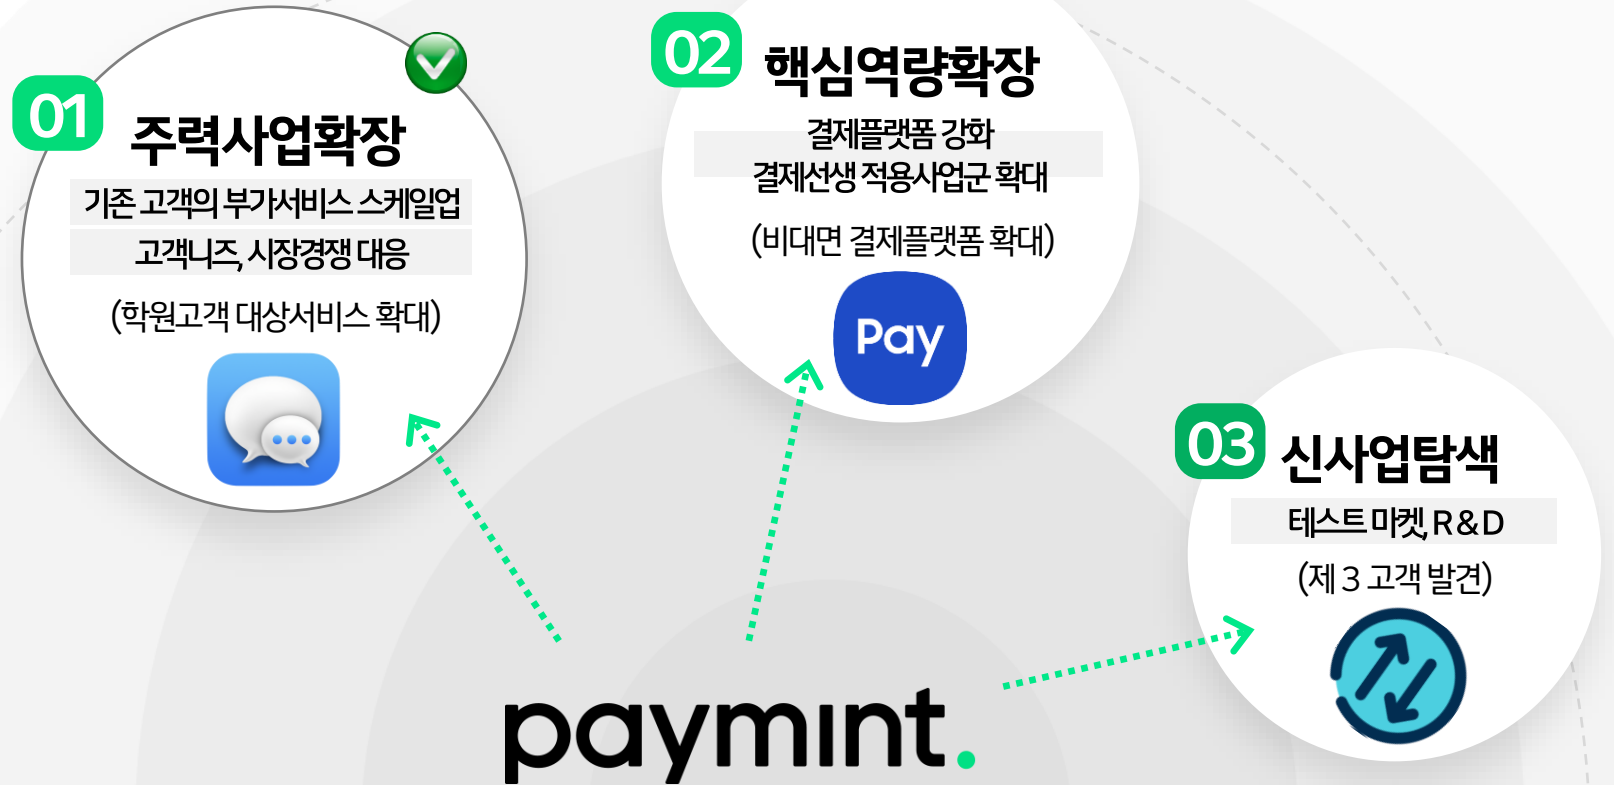 01
주력사업확장
기존 고객의 부가서비스 스케일업
고객니즈, 시장경쟁 대응
(학원고객 대상서비스 확대)
02
핵심역량확장
결제플랫폼 강화
결제선생 적용사업군 확대
(비대면 결제플랫폼 확대)
Pay
03
신사업탐색
테스트 마켓, R&D
(제 3 고객 발견)
paymint.